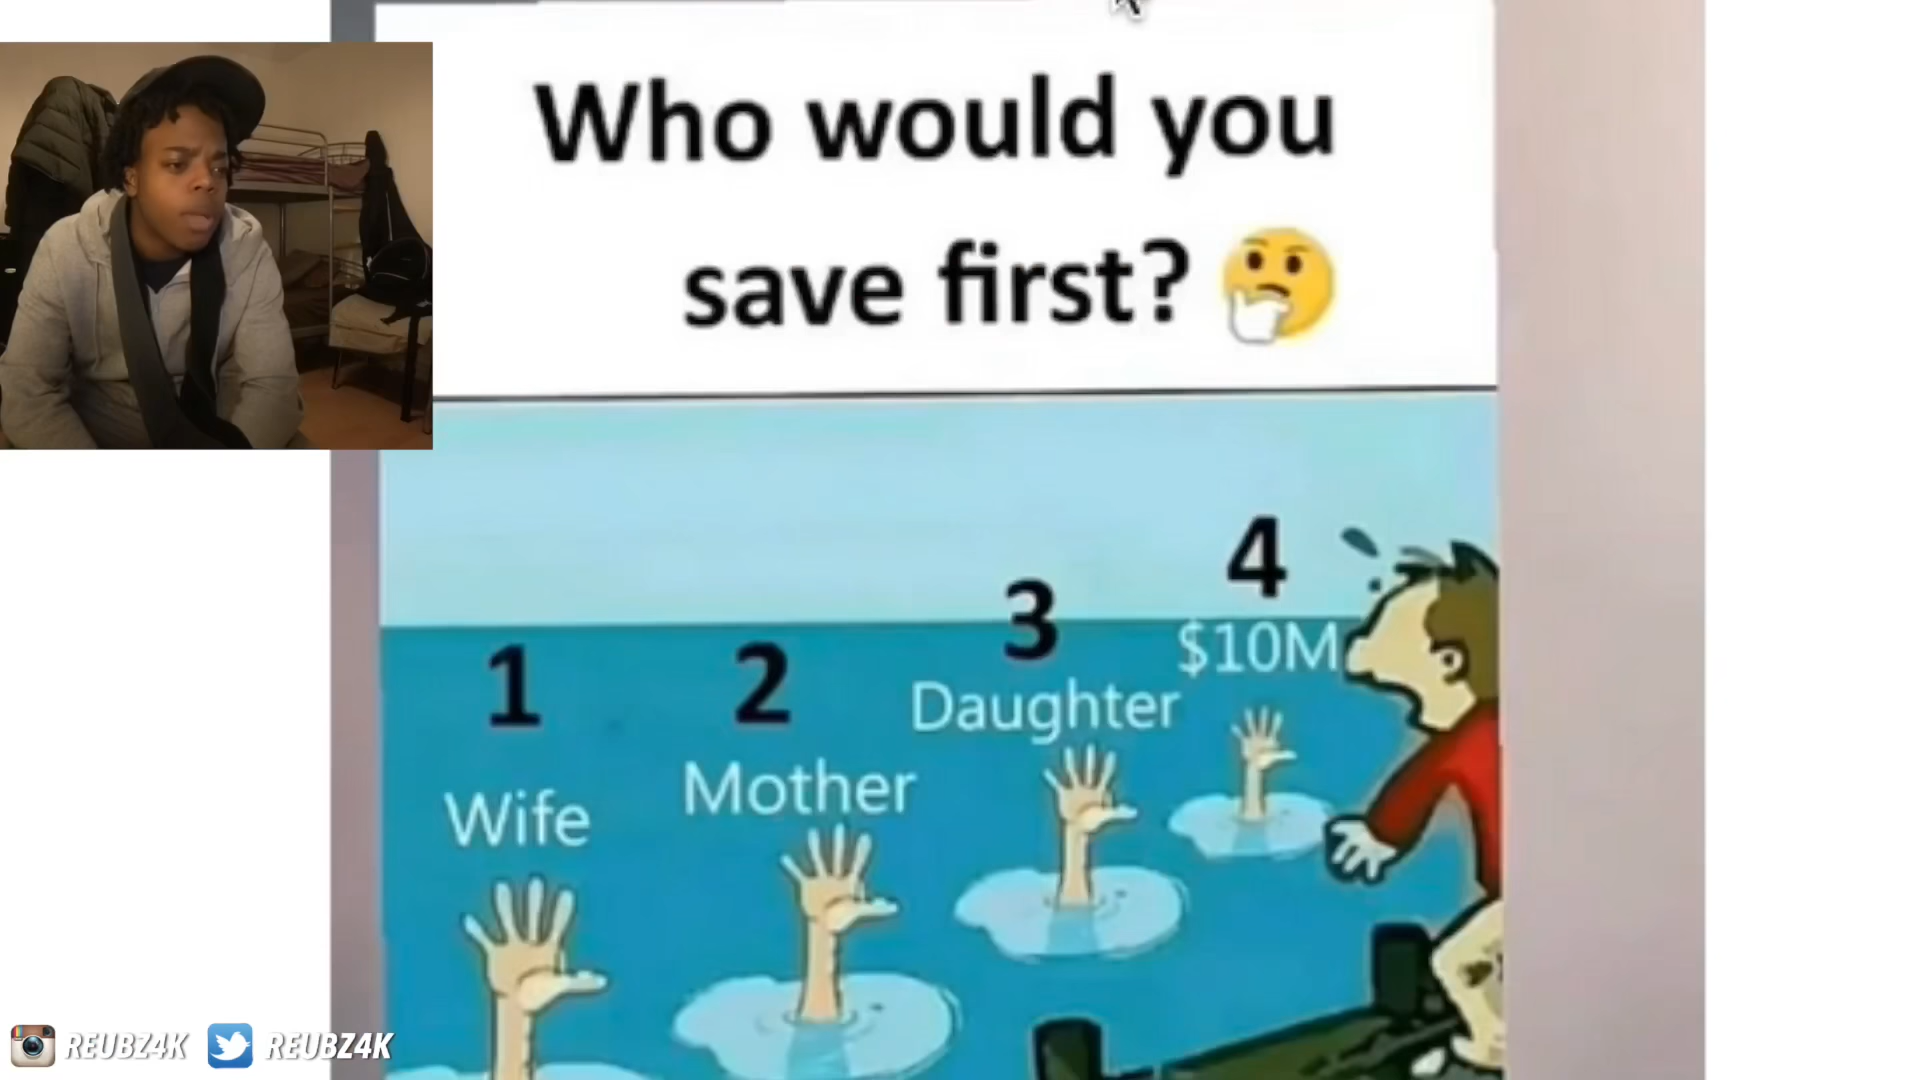 Who would you
save first? 🤔
1
2
3
4
Wife
Mother
Daughter
$10M
REUBZ4K
REUBZ4K